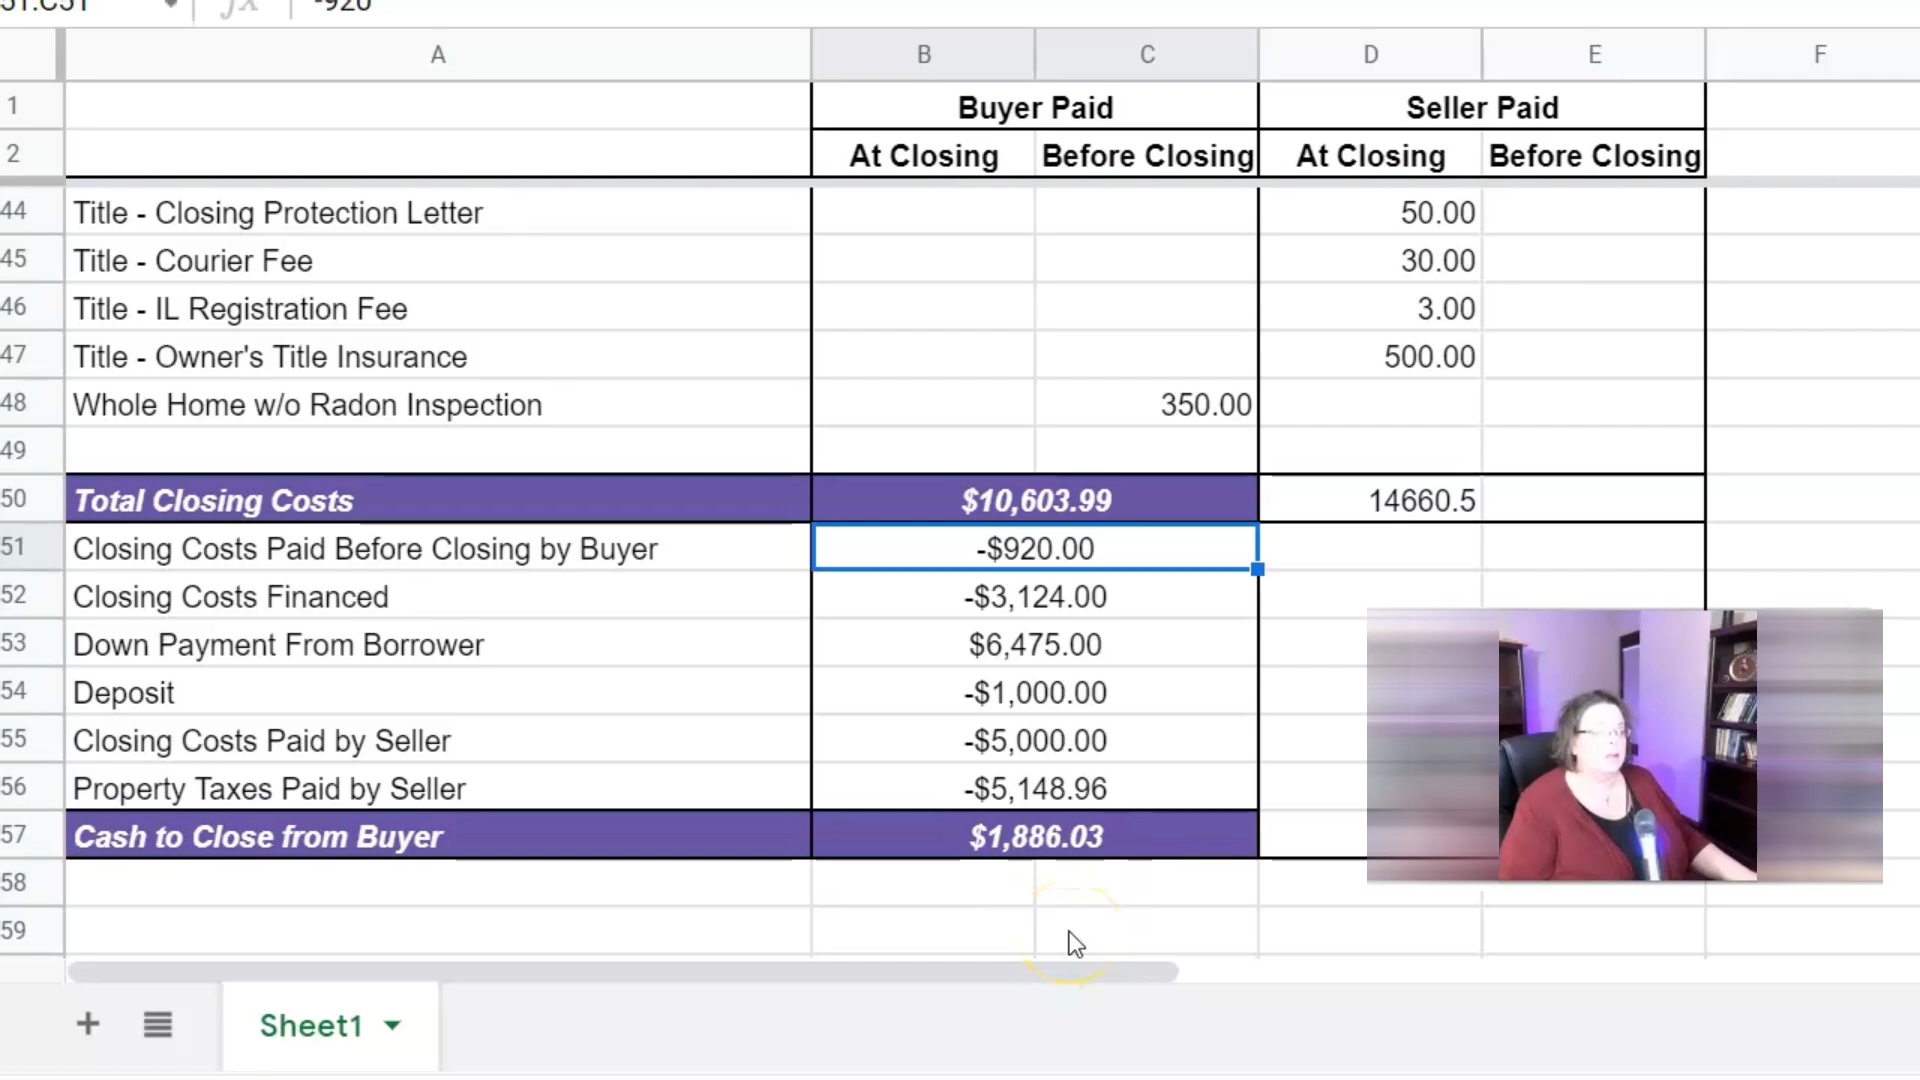 -920
A B C D E F
1 Buyer Paid Seller Paid
2 At Closing Before Closing At Closing Before Closing
44 Title - Closing Protection Letter 50.00
45 Title - Courier Fee 30.00
46 Title - IL Registration Fee 3.00
47 Title - Owner's Title Insurance 500.00
48 Whole Home w/o Radon Inspection 350.00
49
50 Total Closing Costs $10,603.99 14660.5
51 Closing Costs Paid Before Closing by Buyer -$920.00
52 Closing Costs Financed -$3,124.00
53 Down Payment From Borrower $6,475.00
54 Deposit -$1,000.00
55 Closing Costs Paid by Seller -$5,000.00
56 Property Taxes Paid by Seller -$5,148.96
57 Cash to Close from Buyer $1,886.03
58
59
Sheet1